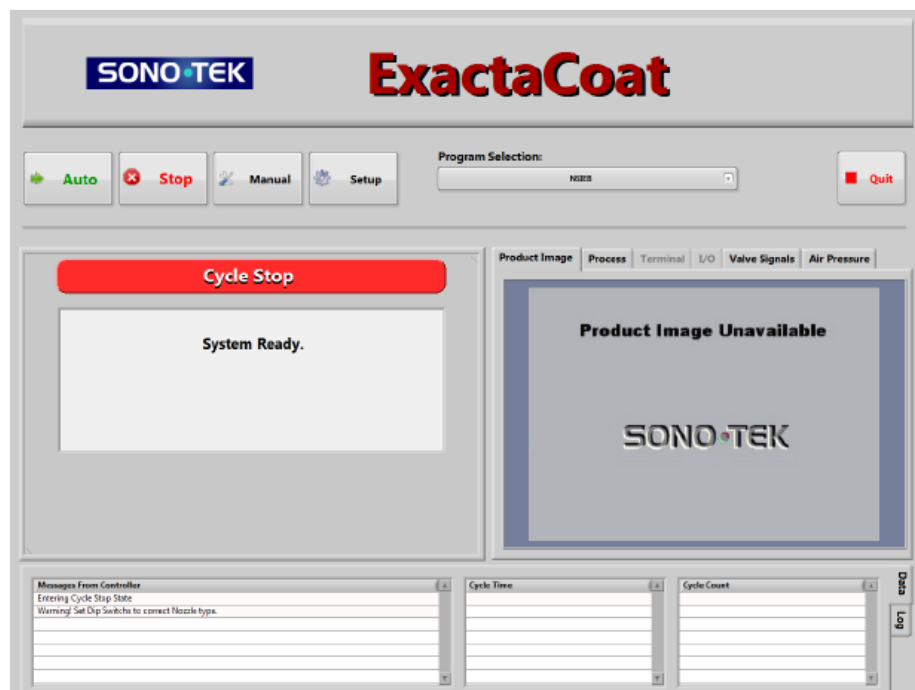 SONO•TEK
ExactaCoat
Auto
Stop
Manual
Setup
Program Selection:
Quit
Cycle Stop
System Ready.
Product Image
Process
Terminal
I/O
Valve Signals
Air Pressure
Product Image Unavailable
SONO•TEK
Messages From Controller
Entering Cycle Stop State
Warning! Set Dip Switchs to correct Nozzle type.
Cycle Time
Cycle Count
Data
Log